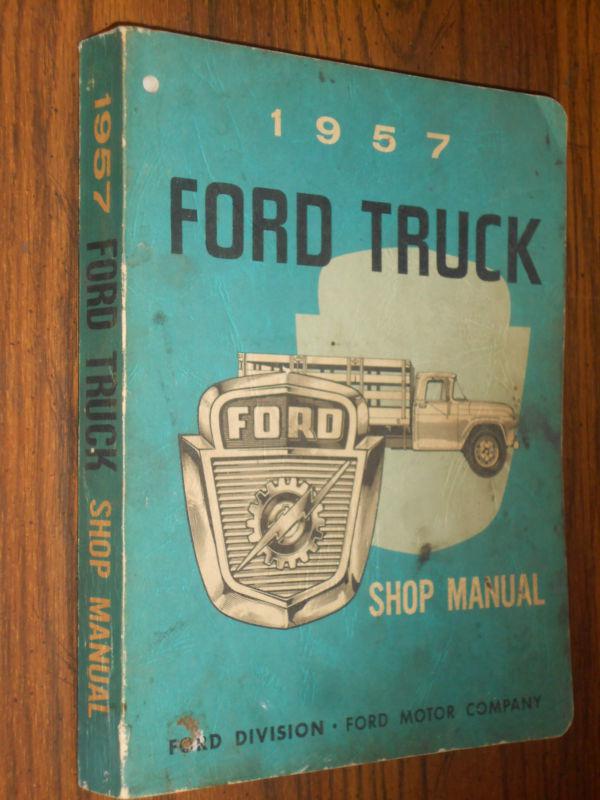 1957 FORD TRUCK SHOP MANUAL
1957
FORD TRUCK
FORD
SHOP MANUAL
FORD DIVISION · FORD MOTOR COMPANY